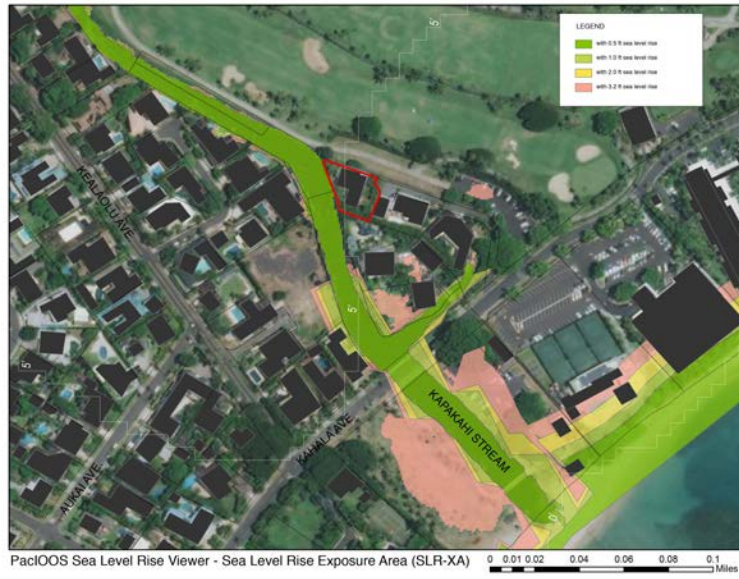 LEGEND
with 0.5 ft sea level rise
with 1.0 ft sea level rise
with 2.0 ft sea level rise
with 3.2 ft sea level rise
5'
KEALAOLU AVE
5'
5'
KAPAKAHI STREAM
KAHALA AVE
AUKAI AVE
0'
PacIOOS Sea Level Rise Viewer - Sea Level Rise Exposure Area (SLR-XA)
0 0.01 0.02 0.04 0.06 0.08 0.1
Miles